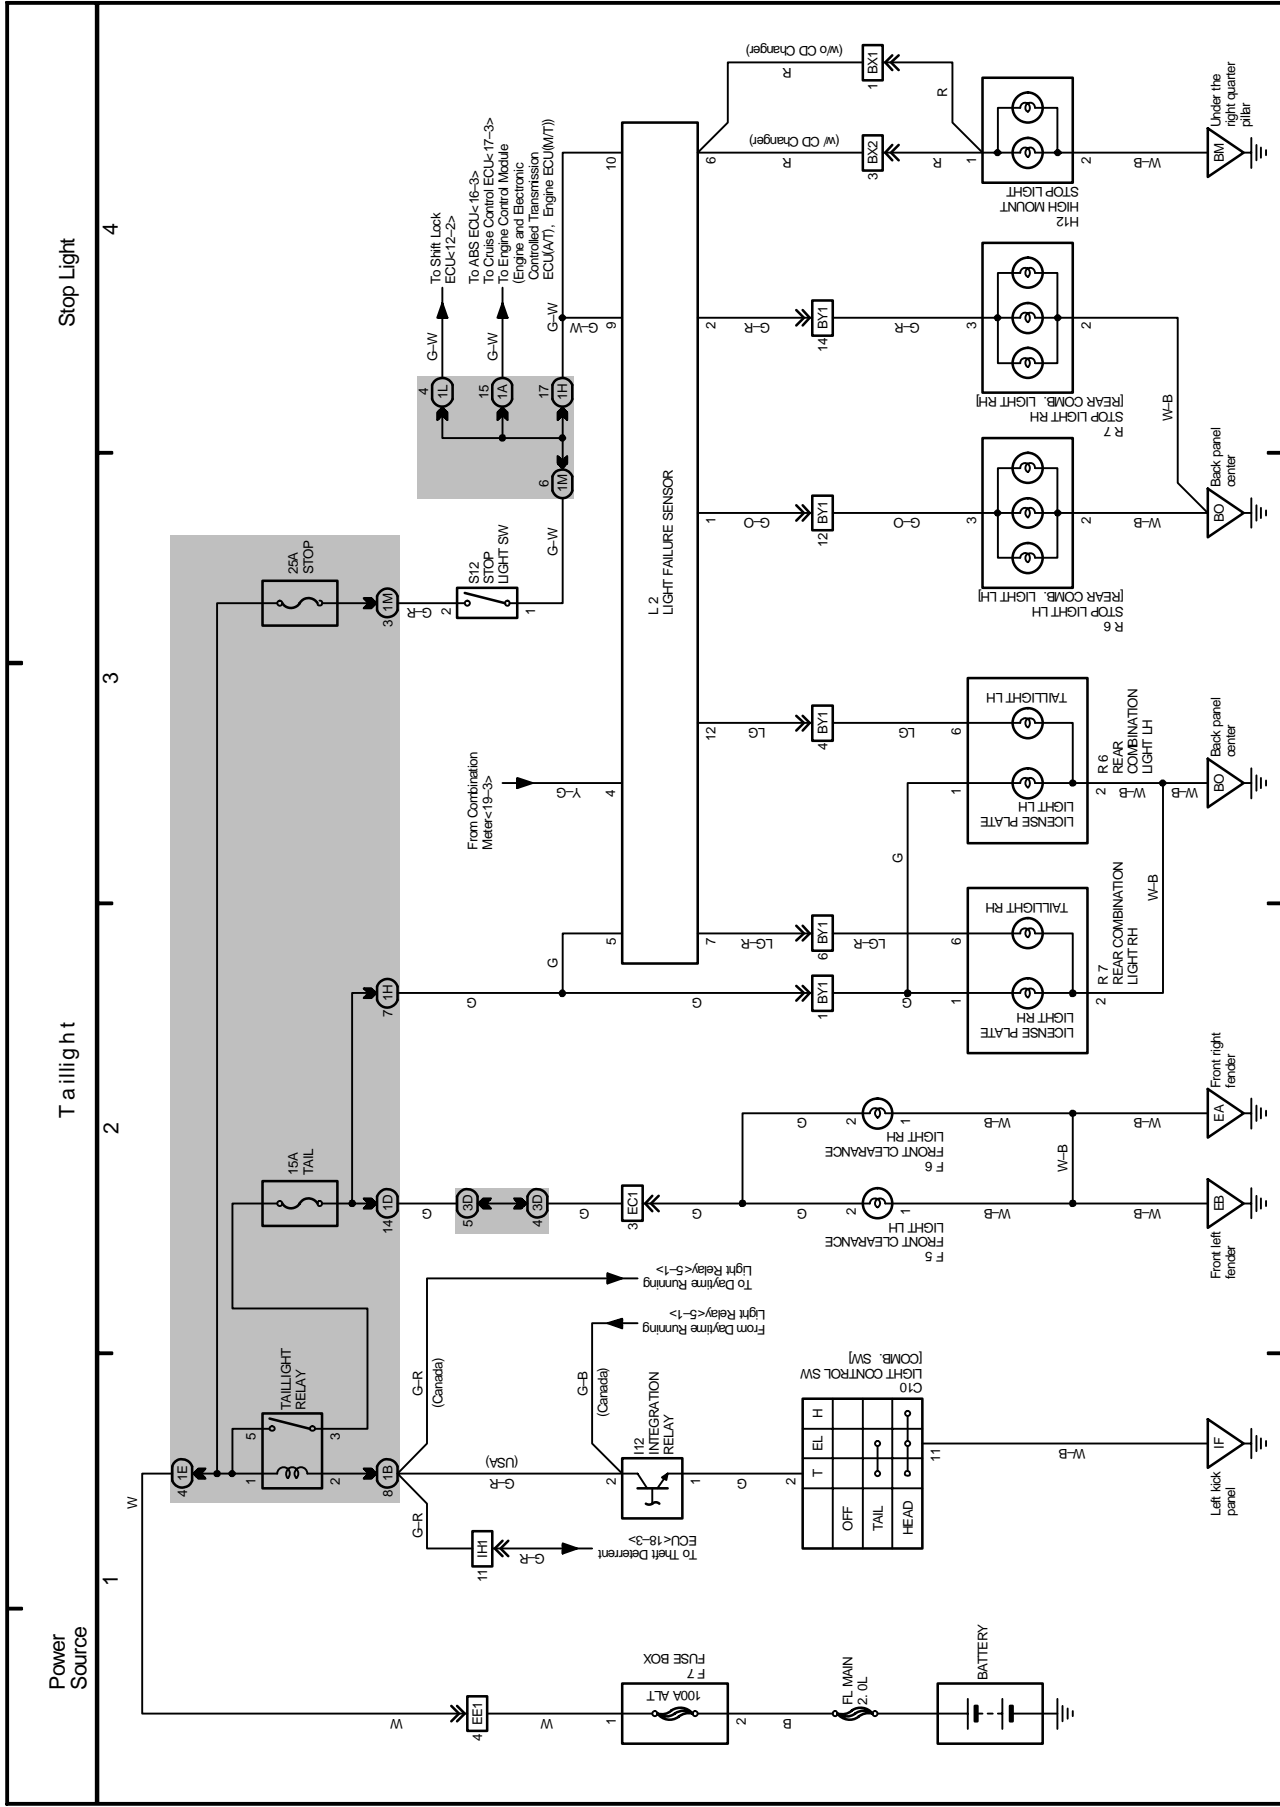 Power
Source
Taillight
Stop Light
1
2
3
4
W
4
1E
TAILLIGHT
RELAY
5
3
1
2
8
1B
15A
TAIL
14
1D
7
1H
25A
STOP
3
1M
G–R
2
S12
STOP
LIGHT SW
1
G–W
6
1M
4
1L
15
1A
17
1H
G–W
To Shift Lock
ECU<12–2>
G–W
To ABS ECU<16–3>
To Cruise Control ECU<17–3>
To Engine Control Module
(Engine and Electronic
Controlled Transmission
ECU(A/T), Engine ECU(M/T))
G–W
G–W
G–R
(Canada)
To Daytime Running
Light Relay<5–1>
G–B
(Canada)
From Daytime Running
Light Relay<5–1>
G–R
(USA)
G–R
11
IH1
G–R
To Theft Deterrent
ECU<18–3>
2
I12
INTEGRATION
RELAY
1
G
2
C10
LIGHT CONTROL SW
[COMB. SW]
T
EL
H
OFF
TAIL
HEAD
11
W–B
IF
Left kick
panel
W
4
EE1
W
1
F 7
FUSE BOX
100A ALT
2
B
FL MAIN
2. 0L
BATTERY
G
5
3D
4
3D
G
3
EC1
G
G
G
2
F 5
FRONT CLEARANCE
LIGHT LH
1
2
F 6
FRONT CLEARANCE
LIGHT RH
1
W–B
W–B
W–B
W–B
W–B
EB
Front left
fender
EA
Front right
fender
G
G
G
From Combination
Meter<19–3>
Y–G
5
4
9
10
L 2
LIGHT FAILURE SENSOR
7
12
1
2
6
1
BY1
G
LG–R
6
BY1
LG–R
LG
4
BY1
LG
G
1
6
LICENSE PLATE
LIGHT RH
TAILLIGHT RH
2
R 7
REAR COMBINATION
LIGHT RH
1
6
LICENSE PLATE
LIGHT LH
TAILLIGHT LH
2
R 6
REAR
COMBINATION
LIGHT LH
W–B
W–B
W–B
BO
Back panel
center
G–O
12
BY1
G–O
3
R 6
STOP LIGHT LH
[REAR COMB. LIGHT LH]
2
W–B
G–R
14
BY1
G–R
3
R 7
STOP LIGHT RH
[REAR COMB. LIGHT RH]
2
W–B
BO
Back panel
center
R
(w/ CD Changer)
3
BX2
R
R
(w/o CD Changer)
1
BX1
R
1
H12
HIGH MOUNT
STOP LIGHT
2
W–B
BM
Under the
right quarter
pillar